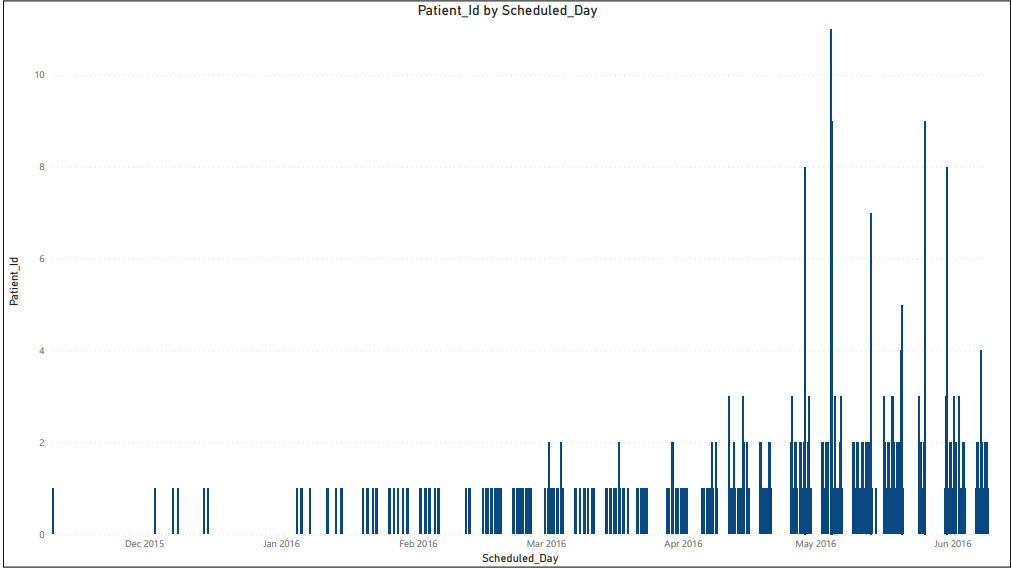 Patient_Id by Scheduled_Day
10
8
6
4
2
0
Patient_Id
Dec 2015
Jan 2016
Feb 2016
Mar 2016
Apr 2016
May 2016
Jun 2016
Scheduled_Day